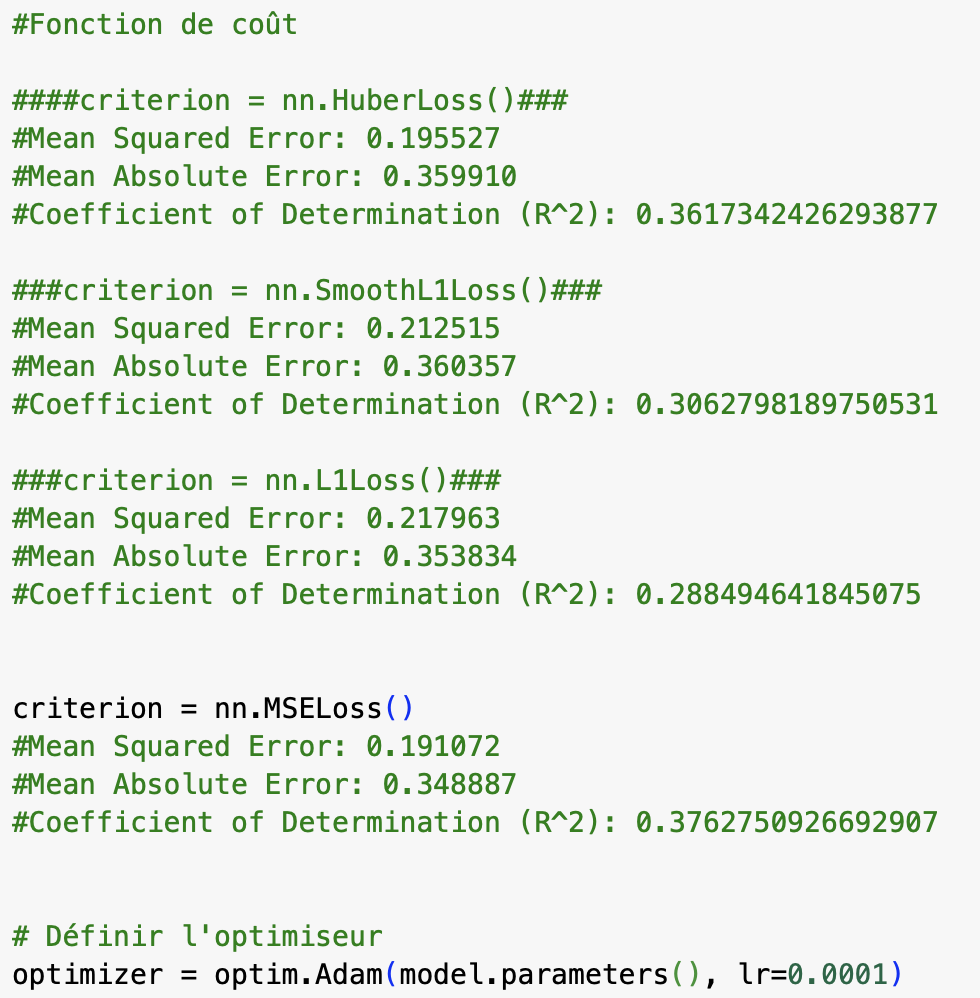 #Fonction de coût
####criterion = nn.HuberLoss()###
#Mean Squared Error: 0.195527
#Mean Absolute Error: 0.359910
#Coefficient of Determination (R^2): 0.3617342426293877
###criterion = nn.SmoothL1Loss()###
#Mean Squared Error: 0.212515
#Mean Absolute Error: 0.360357
#Coefficient of Determination (R^2): 0.3062798189750531
###criterion = nn.L1Loss()###
#Mean Squared Error: 0.217963
#Mean Absolute Error: 0.353834
#Coefficient of Determination (R^2): 0.288494641845075
criterion = nn.MSELoss()
#Mean Squared Error: 0.191072
#Mean Absolute Error: 0.348887
#Coefficient of Determination (R^2): 0.3762750926692907
# Définir l'optimiseur
optimizer = optim.Adam(model.parameters(), lr=0.0001)